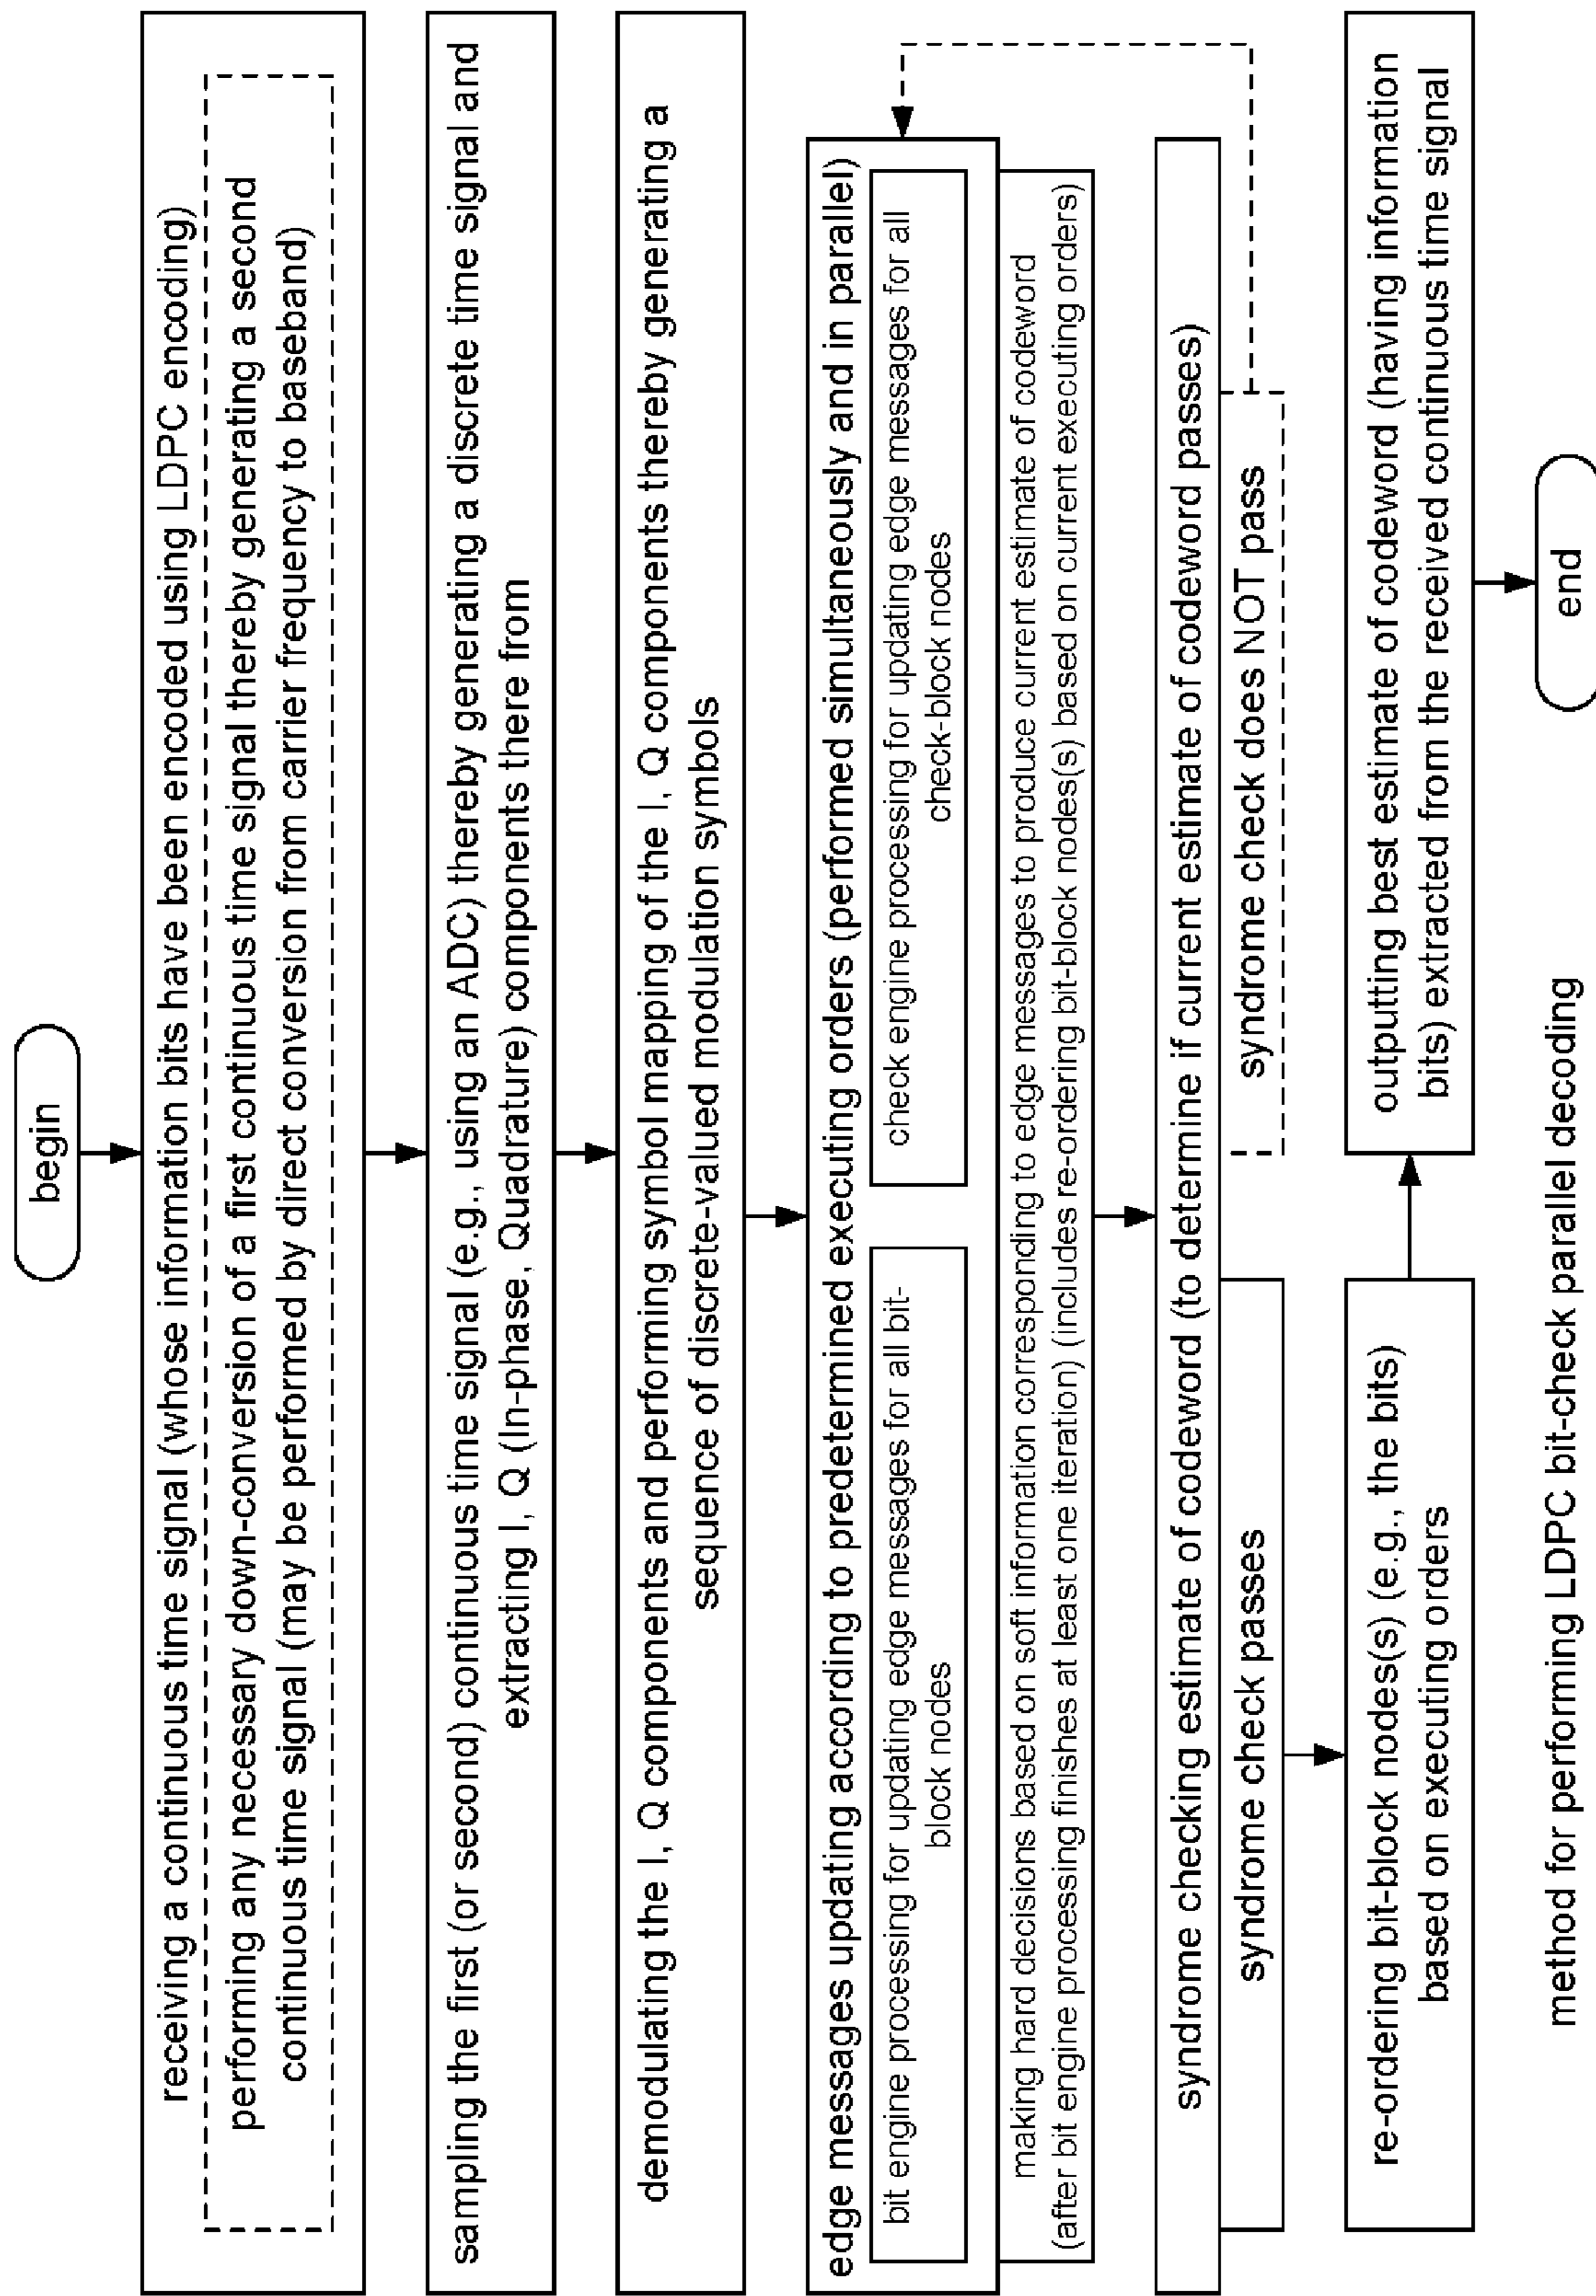 begin
receiving a continuous time signal (whose information bits have been encoded using LDPC encoding)
performing any necessary down-conversion of a first continuous time signal thereby generating a second
continuous time signal (may be performed by direct conversion from carrier frequency to baseband)
sampling the first (or second) continuous time signal (e.g., using an ADC) thereby generating a discrete time signal and
extracting I, Q (In-phase, Quadrature) components there from
demodulating the I, Q components and performing symbol mapping of the I, Q components thereby generating a
sequence of discrete-valued modulation symbols
edge messages updating according to predetermined executing orders (performed simultaneously and in parallel)
bit engine processing for updating edge messages for all bit-
block nodes
check engine processing for updating edge messages for all
check-block nodes
making hard decisions based on soft information corresponding to edge messages to produce current estimate of codeword
(after bit engine processing finishes at least one iteration) (includes re-ordering bit-block nodes(s) based on current executing orders)
syndrome checking estimate of codeword (to determine if current estimate of codeword passes)
syndrome check passes
syndrome check does NOT pass
re-ordering bit-block nodes(s) (e.g., the bits)
based on executing orders
outputting best estimate of codeword (having information
bits) extracted from the received continuous time signal
end
method for performing LDPC bit-check parallel decoding